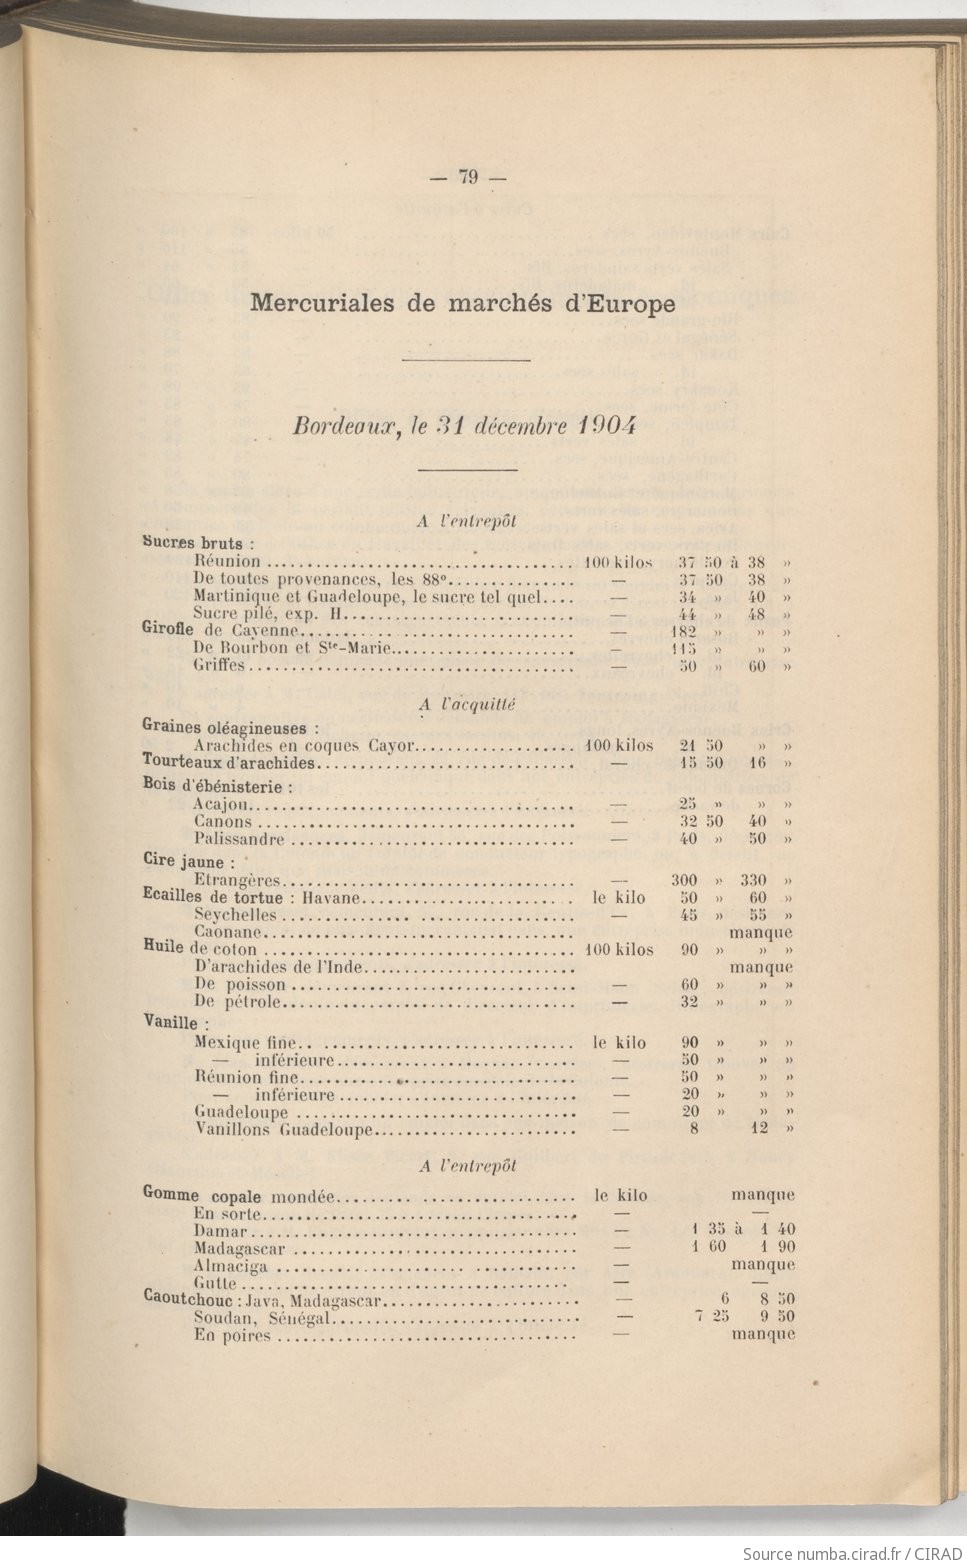 — 79 —
Mercuriales de marchés d'Europe
Bordeaux, le 31 décembre 1904
A l'entrepôt
Sucres bruts :
Réunion .................................... 100 kilos 37 50 à 38 »
De toutes provenances, les 88º............... — 37 50 38 »
Martinique et Guadeloupe, le sucre tel quel.... — 34 » 40 »
Sucre pilé, exp. H........................... — 44 » 48 »
Girofle de Cayenne................................ — 182 » » »
De Bourbon et Ste-Marie...................... — 115 » » »
Griffes ...................................... — 50 » 60 »
A l'acquitté
Graines oléagineuses :
Arachides en coques Cayor................... 100 kilos 21 50 » »
Tourteaux d'arachides.............................. — 15 50 16 »
Bois d'ébénisterie :
Acajou...................................... — 25 » » »
Canons ..................................... — 32 50 40 »
Palissandre ................................. — 40 » 50 »
Cire jaune :
Etrangères.................................. — 300 » 330 »
Ecailles de tortue : Havane......................... le kilo 50 » 60 »
Seychelles .................................. — 45 » 55 »
Caonane.................................... manque
Huile de coton .................................... 100 kilos 90 » » »
D'arachides de l'Inde......................... manque
De poisson ................................. — 60 » » »
De pétrole.................................. — 32 » » »
Vanille :
Mexique fine.. ............................. le kilo 90 » » »
— inférieure............................ — 50 » » »
Réunion fine................................ — 50 » » »
— inférieure ............................ — 20 » » »
Guadeloupe ................................. — 20 » » »
Vanillons Guadeloupe........................ — 8 12 »
A l'entrepôt
Gomme copale mondée......... .................. le kilo manque
En sorte..................................... — —
Damar...................................... — 1 35 à 1 40
Madagascar ................................. — 1 60 1 90
Almaciga ...................... ............ — manque
Gutte ...................................... — —
Caoutchouc : Java, Madagascar....................... — 6 8 50
Soudan, Sénégal............................. — 7 25 9 50
En poires ................................... — manque
Source numba.cirad.fr / CIRAD